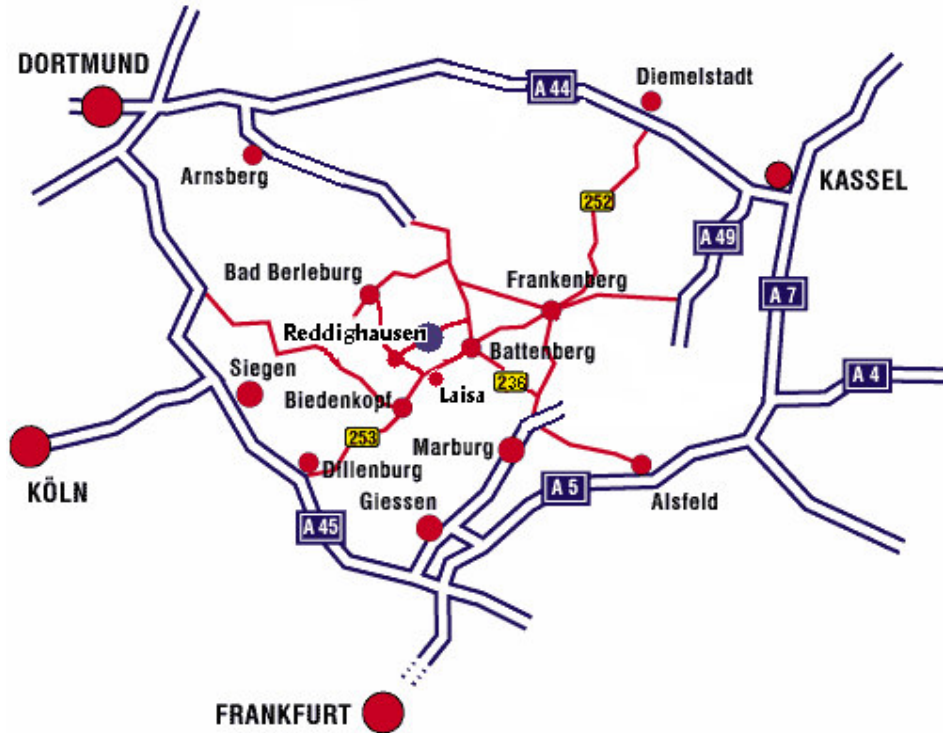 DORTMUND
Diemelstadt
A 44
Arnsberg
KASSEL
252
A 49
Bad Berleburg
Frankenberg
A 7
Reddighausen
Battenberg
Siegen
236
A 4
Laisa
Biedenkopf
253
Marburg
Dillenburg
KÖLN
A 5
Giessen
Alsfeld
A 45
FRANKFURT